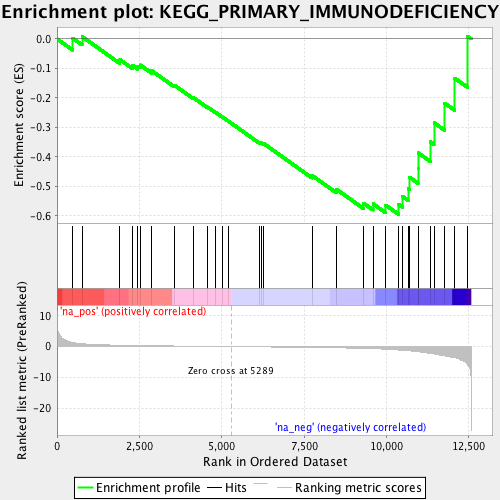 Enrichment plot: KEGG_PRIMARY_IMMUNODEFICIENCY
Enrichment score (ES)
0.0
-0.1
-0.2
-0.3
-0.4
-0.5
-0.6
'na_pos' (positively correlated)
Ranked list metric (PreRanked)
10
5
0
-5
-10
-20
Zero cross at 5289
'na_neg' (negatively correlated)
0
2,500
5,000
7,500
10,000
12,500
Rank in Ordered Dataset
Enrichment profile
Hits
Ranking metric scores